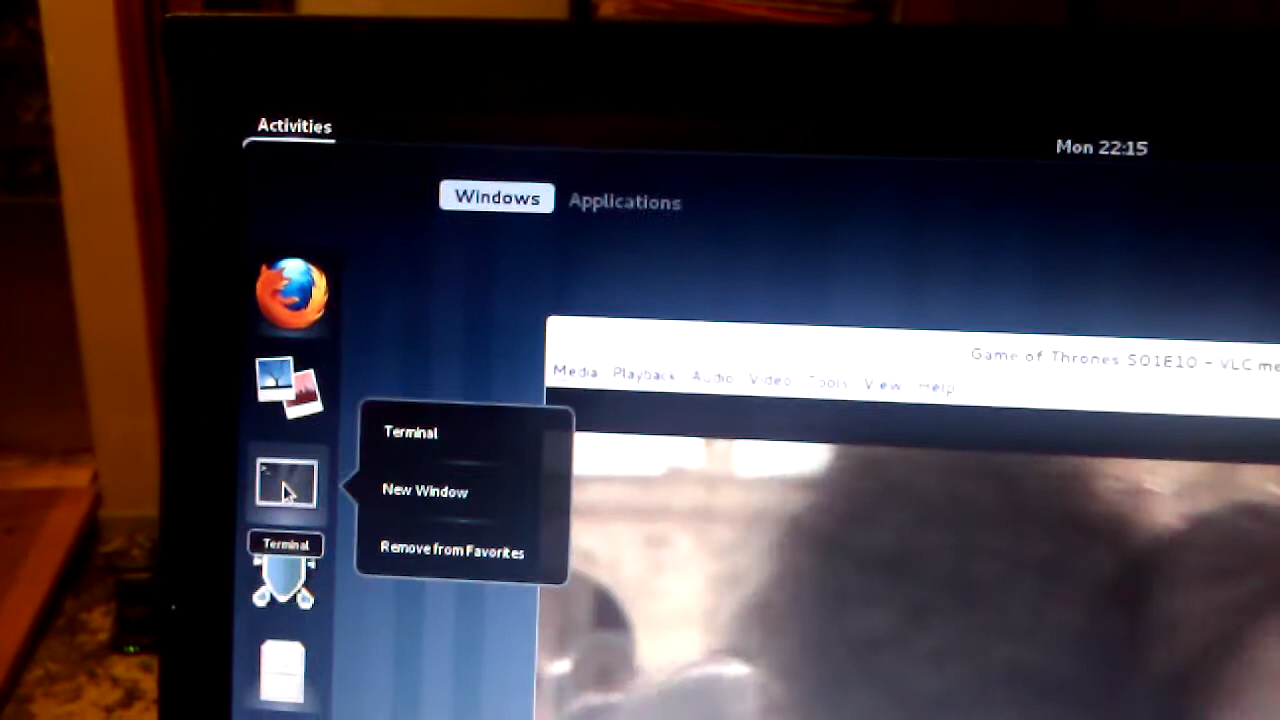 Activities
Mon 22:15
Windows Applications
Game of Thrones S01E10 - VLC me
Media Playback Audio Video Tools View Help
Terminal
New Window
Terminal
Remove from Favorites